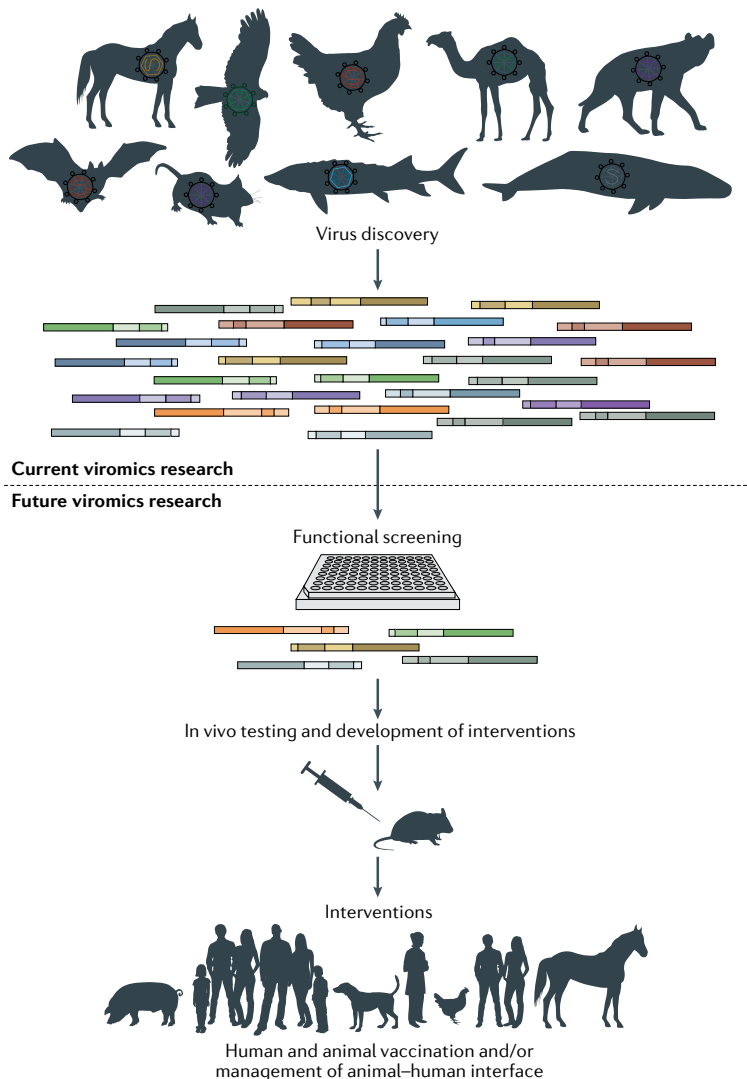 Virus discovery
Current viromics research
Future viromics research
Functional screening
In vivo testing and development of interventions
Interventions
Human and animal vaccination and/or
management of animal–human interface